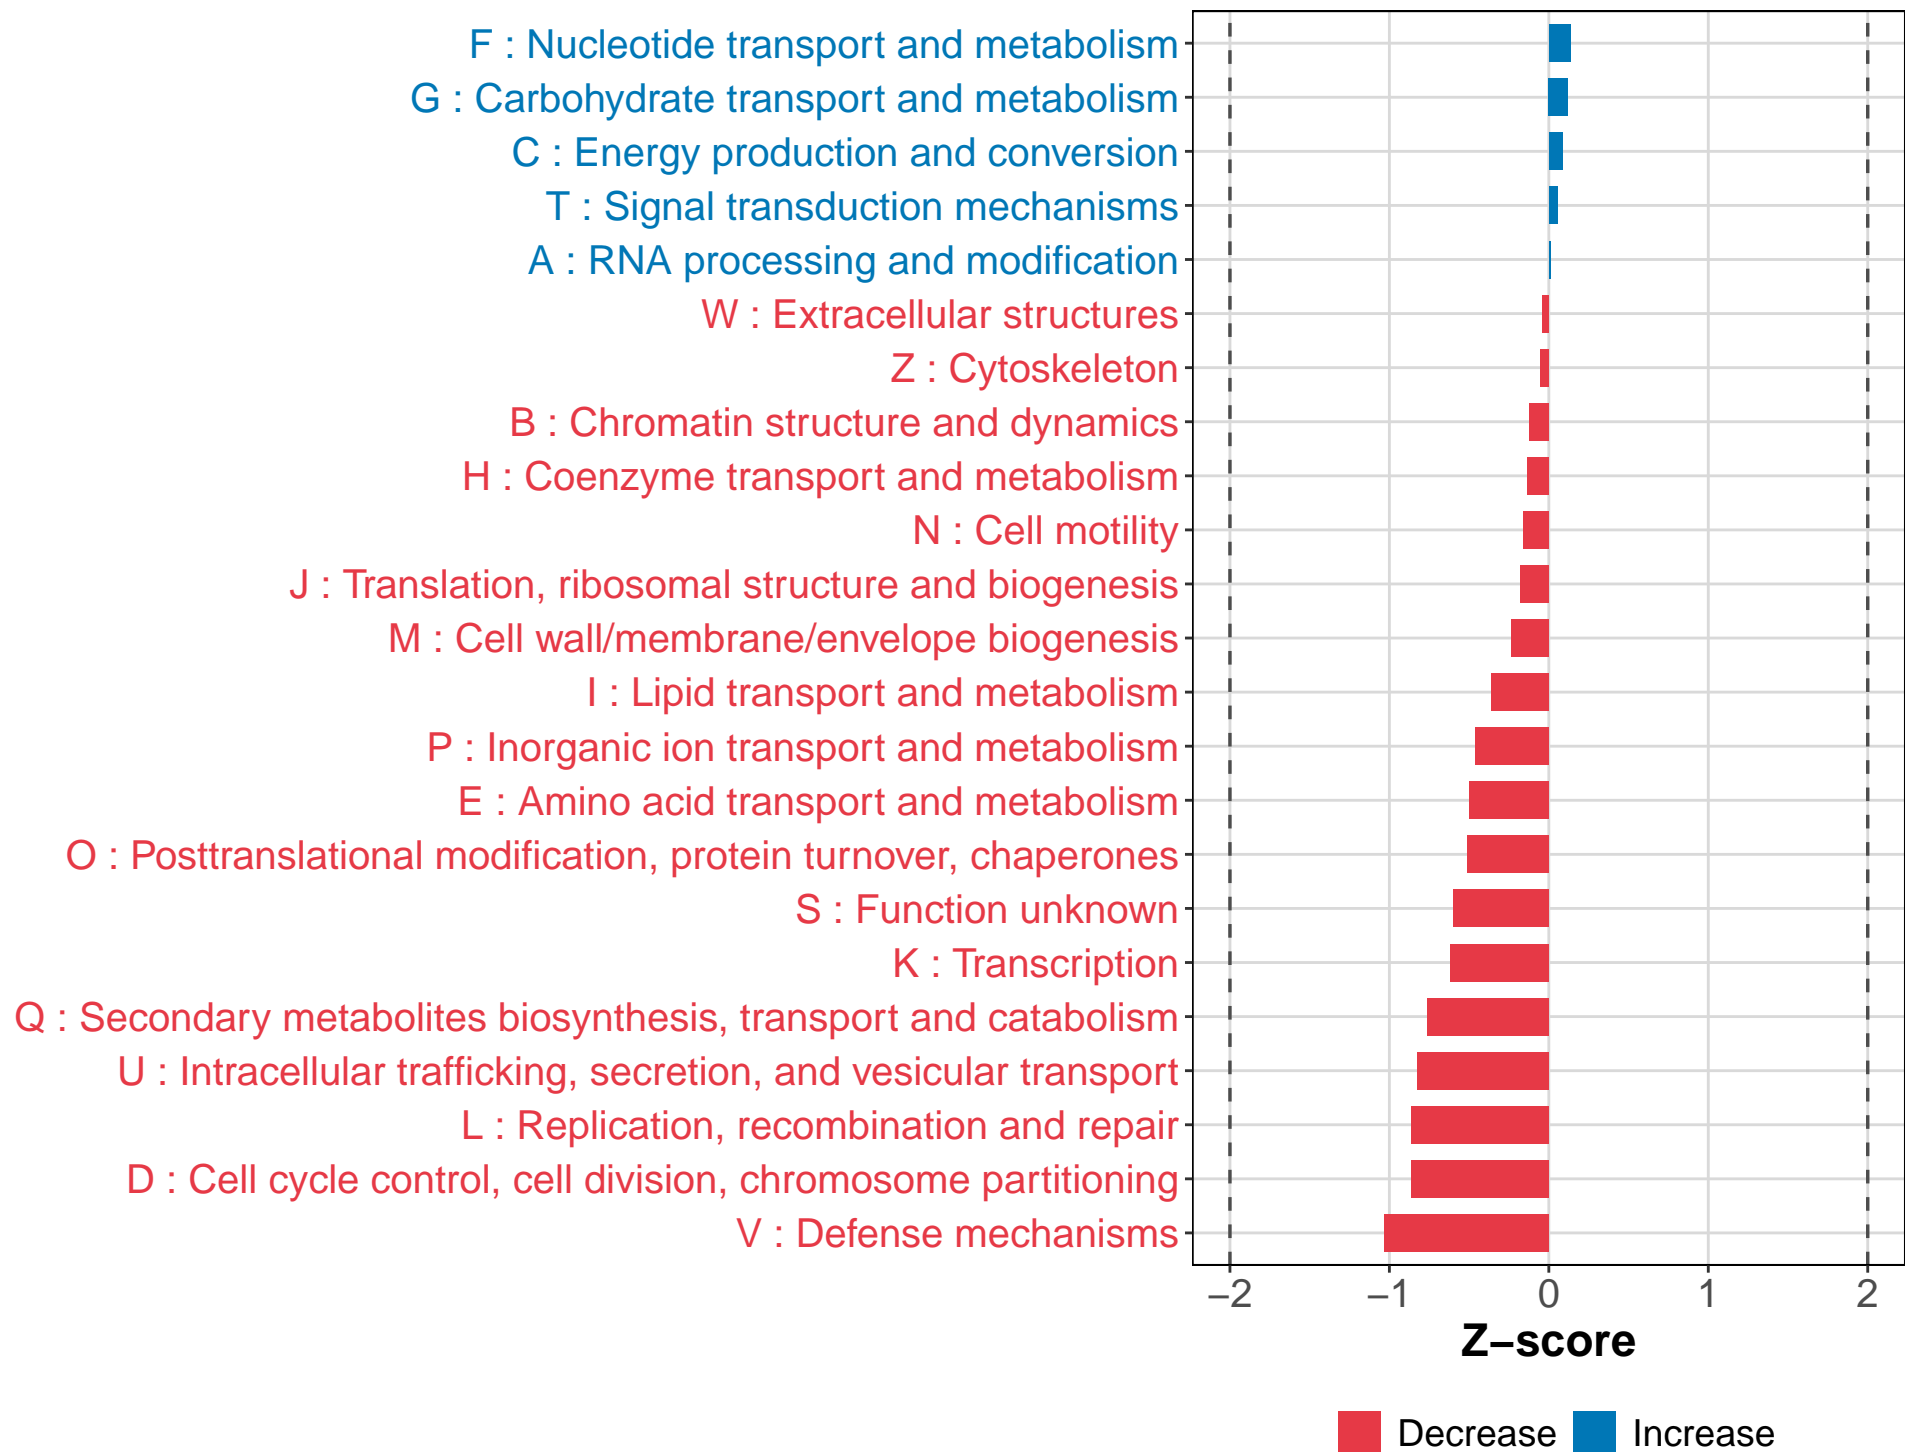 F : Nucleotide transport and metabolism
G : Carbohydrate transport and metabolism
C : Energy production and conversion
T : Signal transduction mechanisms
A : RNA processing and modification
W : Extracellular structures
Z : Cytoskeleton
B : Chromatin structure and dynamics
H : Coenzyme transport and metabolism
N : Cell motility
J : Translation, ribosomal structure and biogenesis
M : Cell wall/membrane/envelope biogenesis
I : Lipid transport and metabolism
P : Inorganic ion transport and metabolism
E : Amino acid transport and metabolism
O : Posttranslational modification, protein turnover, chaperones
S : Function unknown
K : Transcription
Q : Secondary metabolites biosynthesis, transport and catabolism
U : Intracellular trafficking, secretion, and vesicular transport
L : Replication, recombination and repair
D : Cell cycle control, cell division, chromosome partitioning
V : Defense mechanisms
−2 −1 0 1 2
Z−score
Decrease Increase